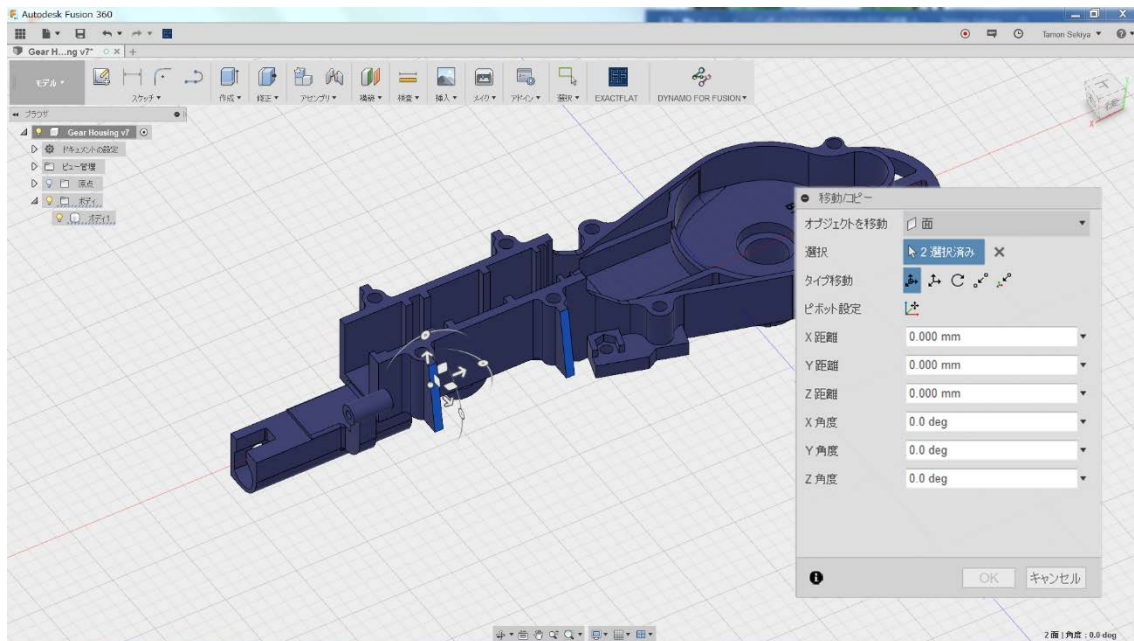 Autodesk Fusion 360
Tamon Sekiya
Gear H...ng v7*
モデル
スケッチ
作成
修正
アセンブリ
構築
検査
挿入
メイク
アドイン
選択
EXACTFLAT
DYNAMO FOR FUSION
ブラウザ
Gear Housing v7
ドキュメントの設定
ビュー管理
原点
ボディ
ボディ1
移動/コピー
オブジェクトを移動 面
選択 2 選択済み
タイプ移動
ピボット設定
X 距離 0.000 mm
Y 距離 0.000 mm
Z 距離 0.000 mm
X 角度 0.0 deg
Y 角度 0.0 deg
Z 角度 0.0 deg
OK キャンセル
2 面 | 角度 : 0.0 deg